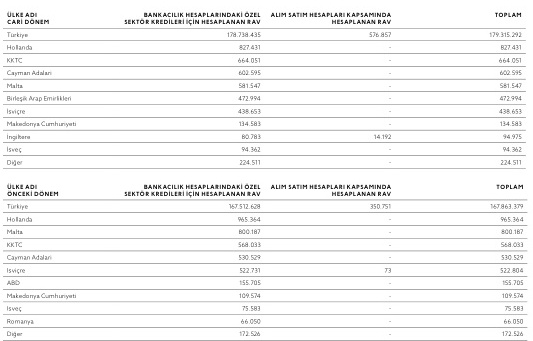 ÜLKE ADI BANKACILIK HESAPLARINDAKİ ÖZEL ALIM SATIM HESAPLARI KAPSAMINDA TOPLAM
CARİ DÖNEM SEKTÖR KREDİLERİ İÇİN HESAPLANAN RAV HESAPLANAN RAV
Türkiye 178.738.435 576.857 179.315.292
Hollanda 827.431 - 827.431
KKTC 664.051 - 664.051
Cayman Adaları 602.595 - 602.595
Malta 581.547 - 581.547
Birleşik Arap Emirlikleri 472.994 - 472.994
İsviçre 438.653 - 438.653
Makedonya Cumhuriyeti 134.583 - 134.583
İngiltere 80.783 14.192 94.975
İsveç 94.362 - 94.362
Diğer 224.511 - 224.511
ÜLKE ADI BANKACILIK HESAPLARINDAKİ ÖZEL ALIM SATIM HESAPLARI KAPSAMINDA TOPLAM
ÖNCEKİ DÖNEM SEKTÖR KREDİLERİ İÇİN HESAPLANAN RAV HESAPLANAN RAV
Türkiye 167.512.628 350.751 167.863.379
Hollanda 965.364 - 965.364
Malta 800.187 - 800.187
KKTC 568.033 - 568.033
Cayman Adaları 530.529 - 530.529
İsviçre 522.731 73 522.804
ABD 155.705 - 155.705
Makedonya Cumhuriyeti 109.574 - 109.574
İsveç 75.583 - 75.583
Romanya 66.050 - 66.050
Diğer 172.526 - 172.526